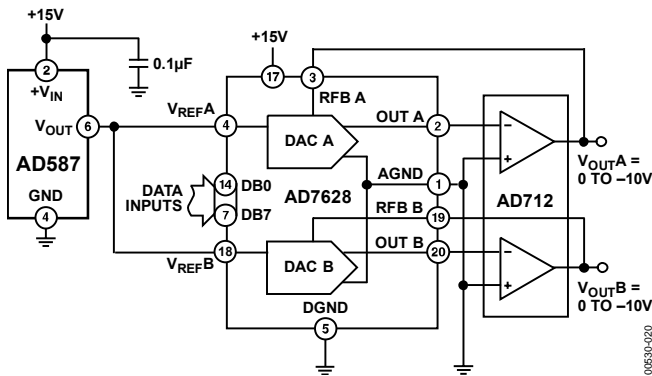 +15V
0.1µF
2
+VIN
VOUT
6
AD587
GND
4
+15V
17
3
RFB A
VREFA
4
DAC A
OUT A
2
DATA
INPUTS
14
DB0
7
DB7
AD7628
AGND
1
RFB B
19
18
VREFB
DAC B
OUT B
20
DGND
5
–
+
AD712
–
+
VOUTA =
0 TO –10V
VOUTB =
0 TO –10V
00530-020